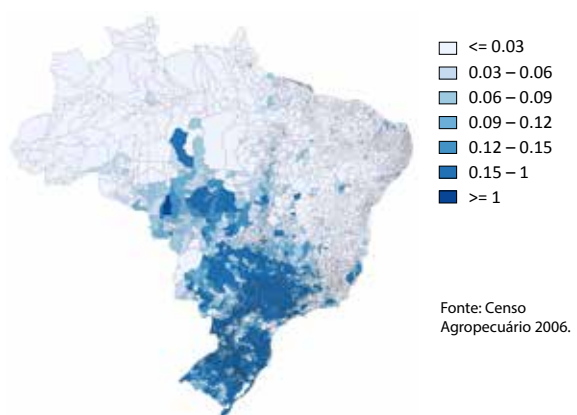 <= 0.03
0.03 – 0.06
0.06 – 0.09
0.09 – 0.12
0.12 – 0.15
0.15 – 1
>= 1
Fonte: Censo
Agropecuário 2006.